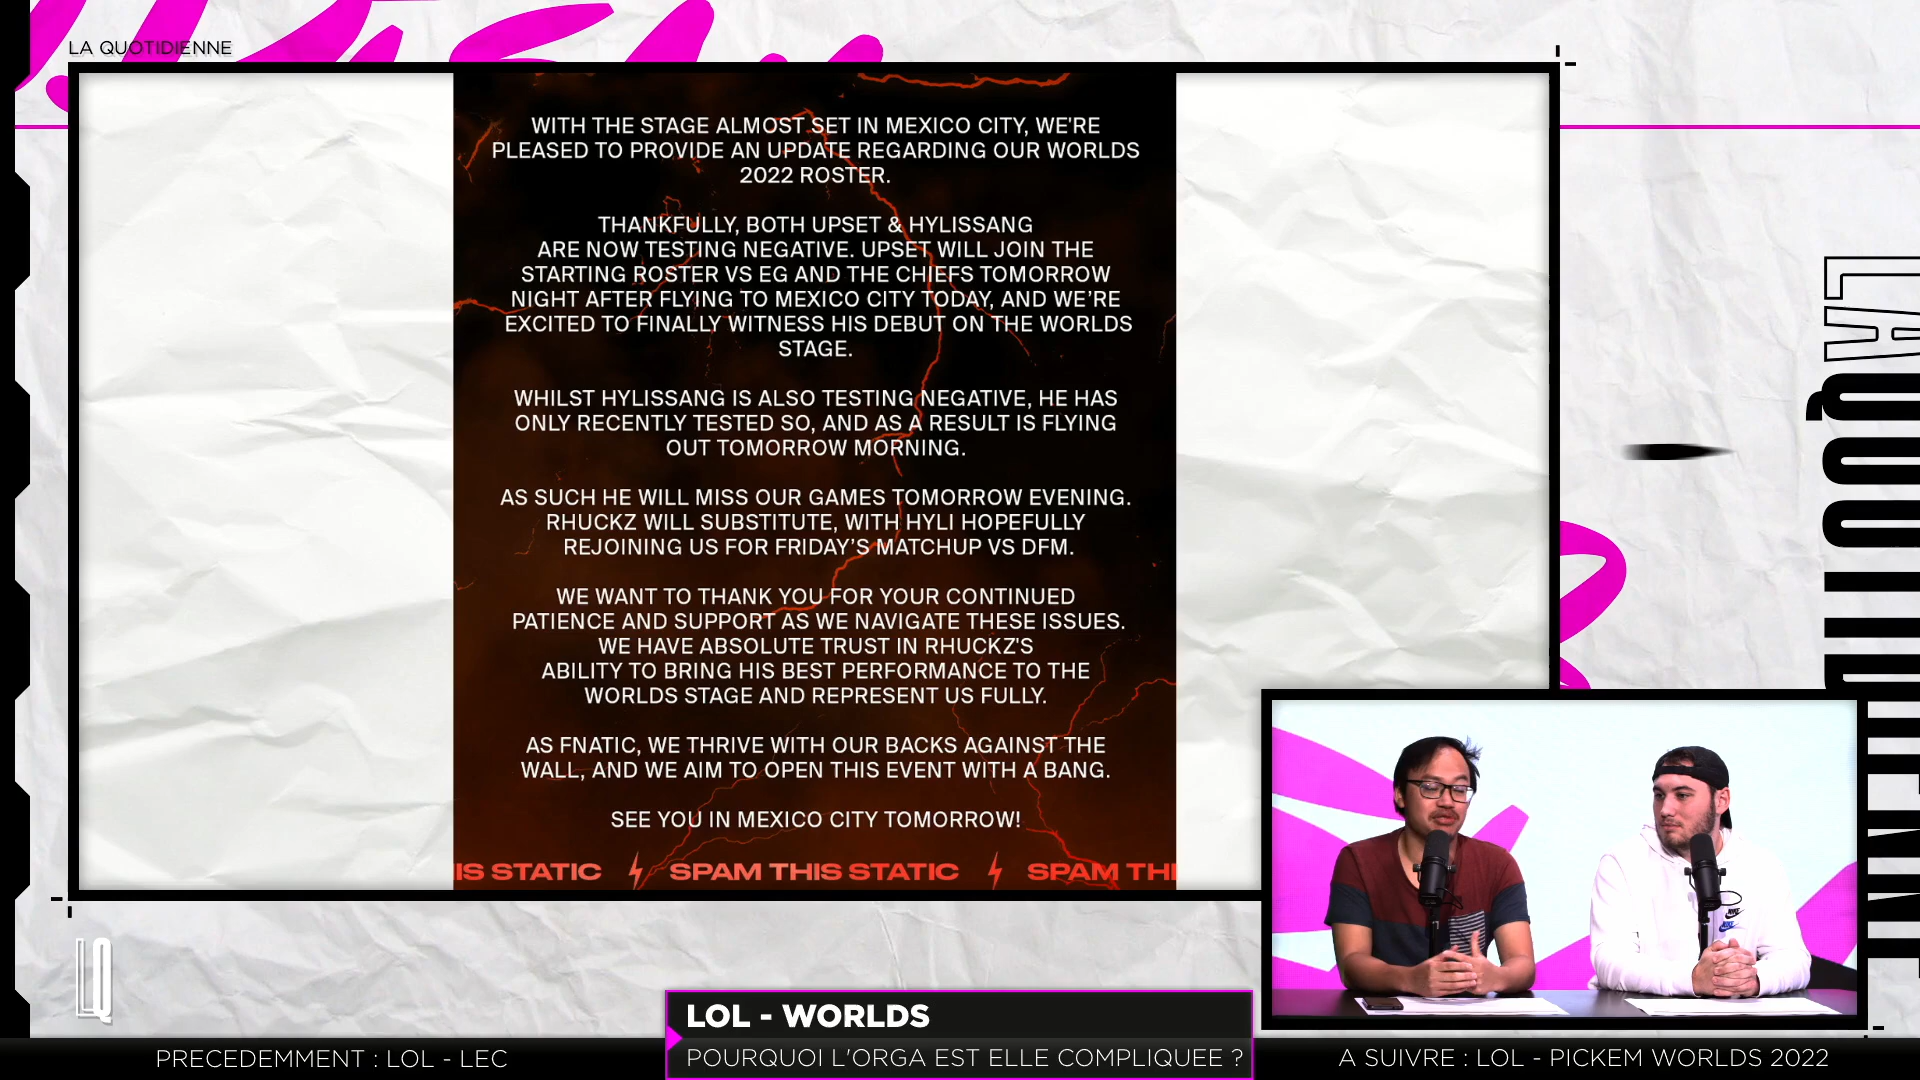 LA QUOTIDIENNE
WITH THE STAGE ALMOST SET IN MEXICO CITY, WE'RE
PLEASED TO PROVIDE AN UPDATE REGARDING OUR WORLDS
2022 ROSTER.
THANKFULLY, BOTH UPSET & HYLISSANG
ARE NOW TESTING NEGATIVE. UPSET WILL JOIN THE
STARTING ROSTER VS EG AND THE CHIEFS TOMORROW
NIGHT AFTER FLYING TO MEXICO CITY TODAY, AND WE'RE
EXCITED TO FINALLY WITNESS HIS DEBUT ON THE WORLDS
STAGE.
WHILST HYLISSANG IS ALSO TESTING NEGATIVE, HE HAS
ONLY RECENTLY TESTED SO, AND AS A RESULT IS FLYING
OUT TOMORROW MORNING.
AS SUCH HE WILL MISS OUR GAMES TOMORROW EVENING.
RHUCKZ WILL SUBSTITUTE, WITH HYLI HOPEFULLY
REJOINING US FOR FRIDAY'S MATCHUP VS DFM.
WE WANT TO THANK YOU FOR YOUR CONTINUED
PATIENCE AND SUPPORT AS WE NAVIGATE THESE ISSUES.
WE HAVE ABSOLUTE TRUST IN RHUCKZ'S
ABILITY TO BRING HIS BEST PERFORMANCE TO THE
WORLDS STAGE AND REPRESENT US FULLY.
AS FNATIC, WE THRIVE WITH OUR BACKS AGAINST THE
WALL, AND WE AIM TO OPEN THIS EVENT WITH A BANG.
SEE YOU IN MEXICO CITY TOMORROW!
IS STATIC SPAM THIS STATIC SPAM THI
LA QUOTIDIENNE
LQ
LOL - WORLDS
POURQUOI L'ORGA EST ELLE COMPLIQUEE ?
PRECEDEMMENT : LOL - LEC
A SUIVRE : LOL - PICKEM WORLDS 2022